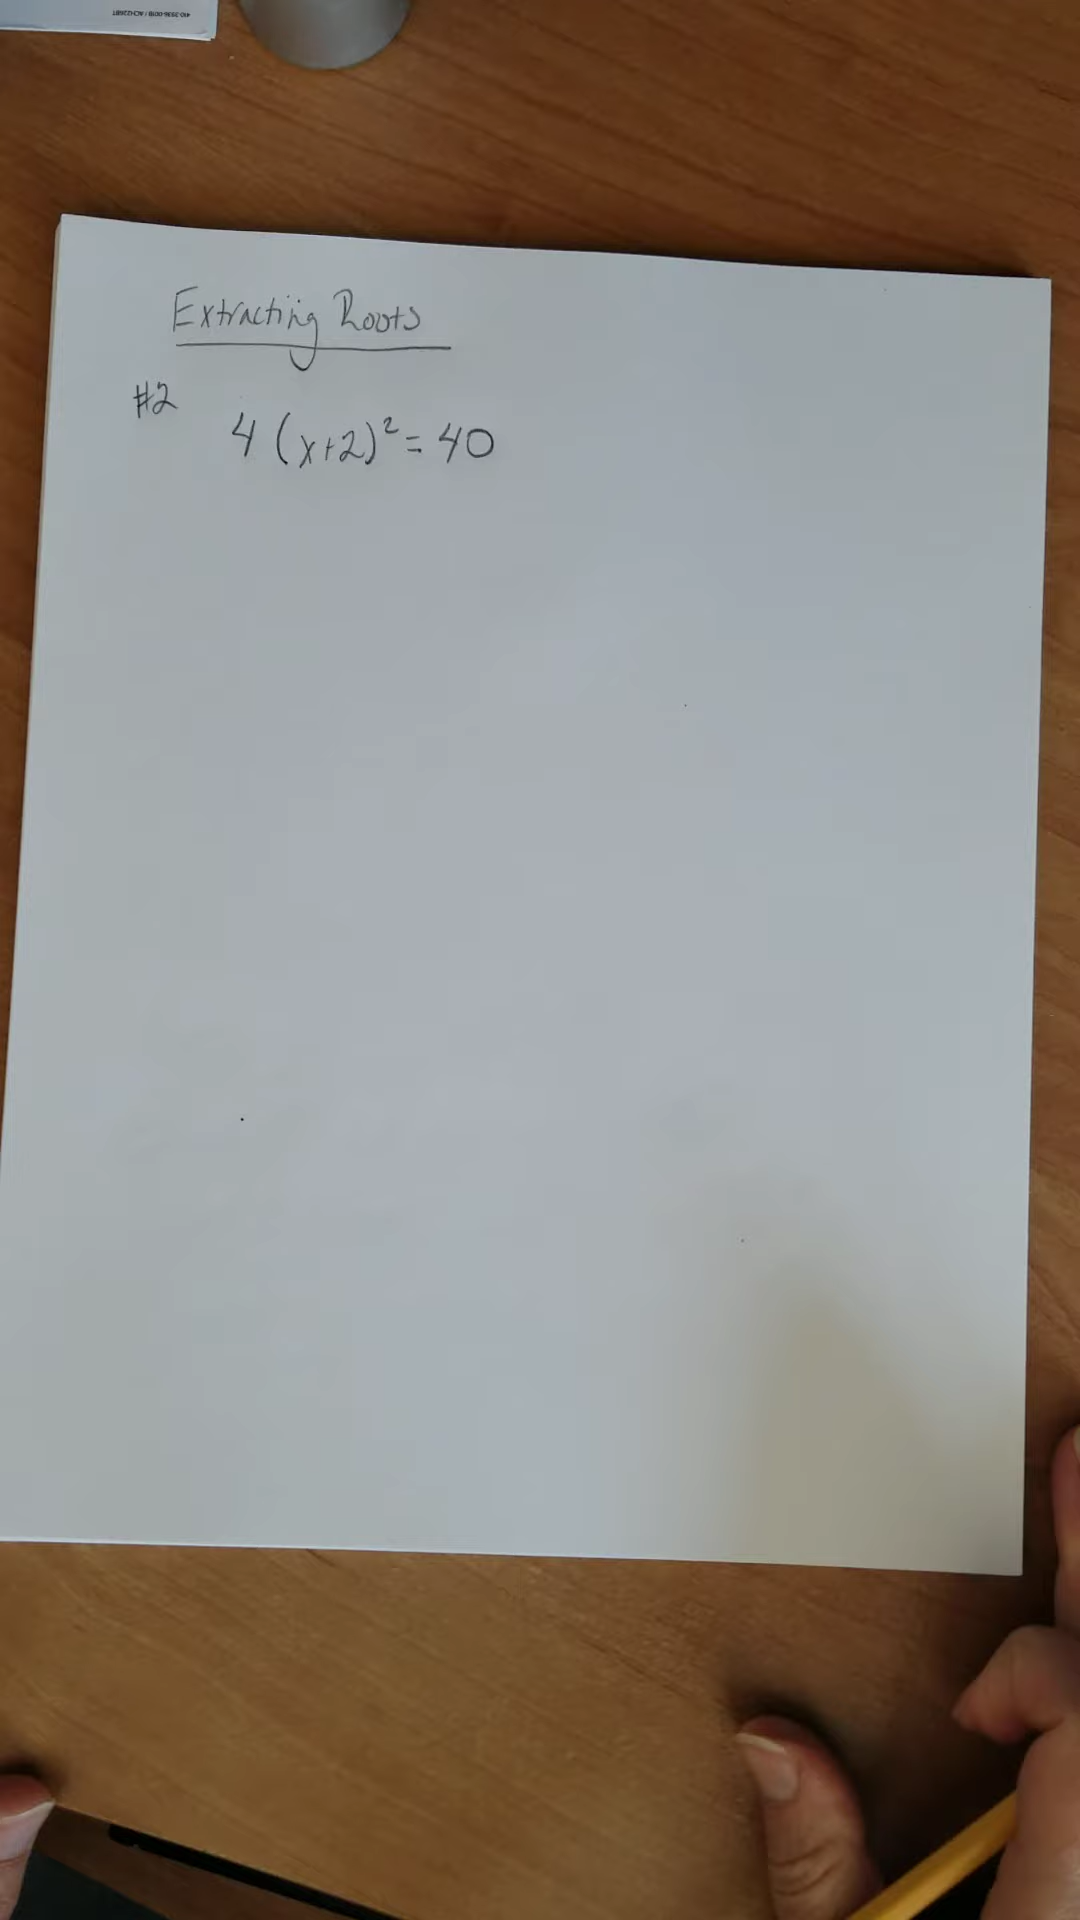 Extracting Roots
#2
4 (x+2)² = 40